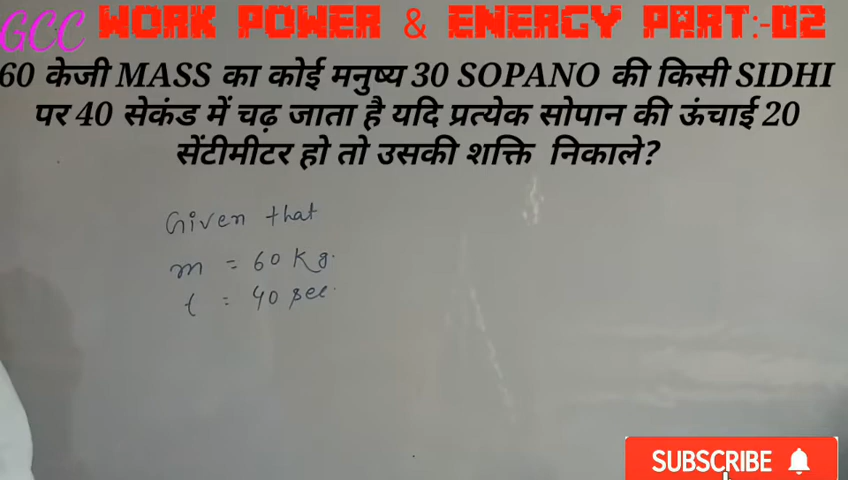 GCC WORK POWER & ENERGY PART:-02
60 केजी MASS का कोई मनुष्य 30 SOPANO की किसी SIDHI
पर 40 सेकंड में चढ़ जाता है यदि प्रत्येक सोपान की ऊंचाई 20
सेंटीमीटर हो तो उसकी शक्ति निकाले?
Given that
m = 60 Kg.
t = 40 sec.
SUBSCRIBE